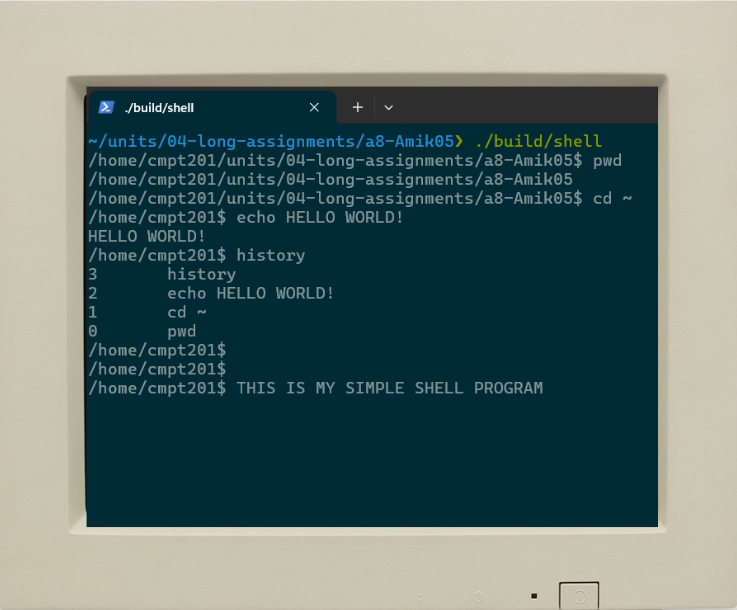 ./build/shell
~/units/04-long-assignments/a8-Amik05❯ ./build/shell
/home/cmpt201/units/04-long-assignments/a8-Amik05$ pwd
/home/cmpt201/units/04-long-assignments/a8-Amik05
/home/cmpt201/units/04-long-assignments/a8-Amik05$ cd ~
/home/cmpt201$ echo HELLO WORLD!
HELLO WORLD!
/home/cmpt201$ history
3 history
2 echo HELLO WORLD!
1 cd ~
0 pwd
/home/cmpt201$
/home/cmpt201$
/home/cmpt201$ THIS IS MY SIMPLE SHELL PROGRAM